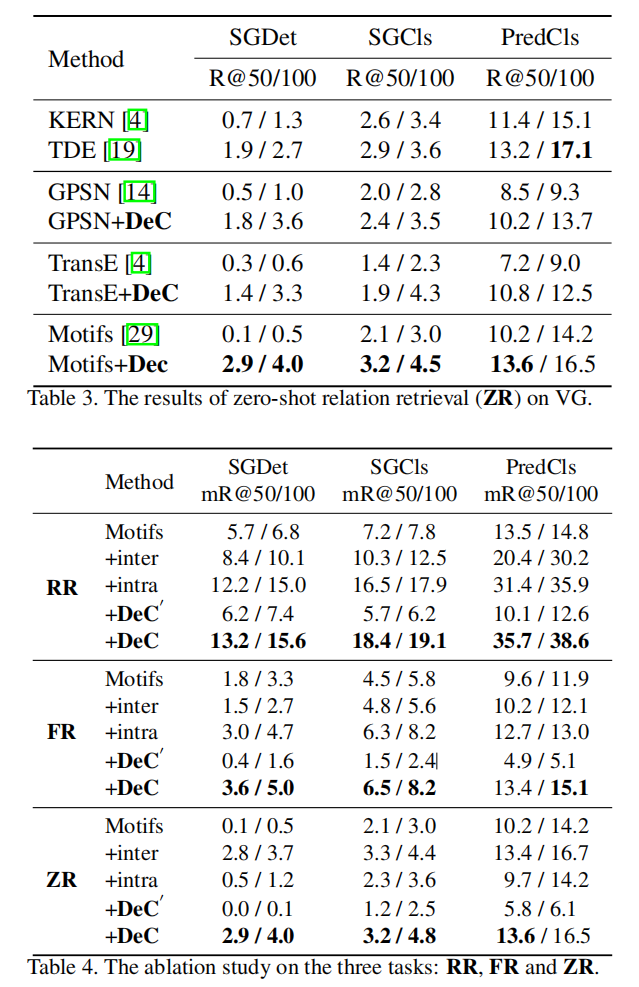 Method SGDet SGCls PredCls
R@50/100 R@50/100 R@50/100
KERN [4] 0.7 / 1.3 2.6 / 3.4 11.4 / 15.1
TDE [19] 1.9 / 2.7 2.9 / 3.6 13.2 / 17.1
GPSN [14] 0.5 / 1.0 2.0 / 2.8 8.5 / 9.3
GPSN+DeC 1.8 / 3.6 2.4 / 3.5 10.2 / 13.7
TransE [4] 0.3 / 0.6 1.4 / 2.3 7.2 / 9.0
TransE+DeC 1.4 / 3.3 1.9 / 4.3 10.8 / 12.5
Motifs [29] 0.1 / 0.5 2.1 / 3.0 10.2 / 14.2
Motifs+Dec 2.9 / 4.0 3.2 / 4.5 13.6 / 16.5
Table 3. The results of zero-shot relation retrieval (ZR) on VG.
Method SGDet SGCls PredCls
mR@50/100 mR@50/100 mR@50/100
Motifs 5.7 / 6.8 7.2 / 7.8 13.5 / 14.8
+inter 8.4 / 10.1 10.3 / 12.5 20.4 / 30.2
RR +intra 12.2 / 15.0 16.5 / 17.9 31.4 / 35.9
+DeC′ 6.2 / 7.4 5.7 / 6.2 10.1 / 12.6
+DeC 13.2 / 15.6 18.4 / 19.1 35.7 / 38.6
Motifs 1.8 / 3.3 4.5 / 5.8 9.6 / 11.9
+inter 1.5 / 2.7 4.8 / 5.6 10.2 / 12.1
FR +intra 3.0 / 4.7 6.3 / 8.2 12.7 / 13.0
+DeC′ 0.4 / 1.6 1.5 / 2.4 4.9 / 5.1
+DeC 3.6 / 5.0 6.5 / 8.2 13.4 / 15.1
Motifs 0.1 / 0.5 2.1 / 3.0 10.2 / 14.2
+inter 2.8 / 3.7 3.3 / 4.4 13.4 / 16.7
ZR +intra 0.5 / 1.2 2.3 / 3.6 9.7 / 14.2
+DeC′ 0.0 / 0.1 1.2 / 2.5 5.8 / 6.1
+DeC 2.9 / 4.0 3.2 / 4.8 13.6 / 16.5
Table 4. The ablation study on the three tasks: RR, FR and ZR.